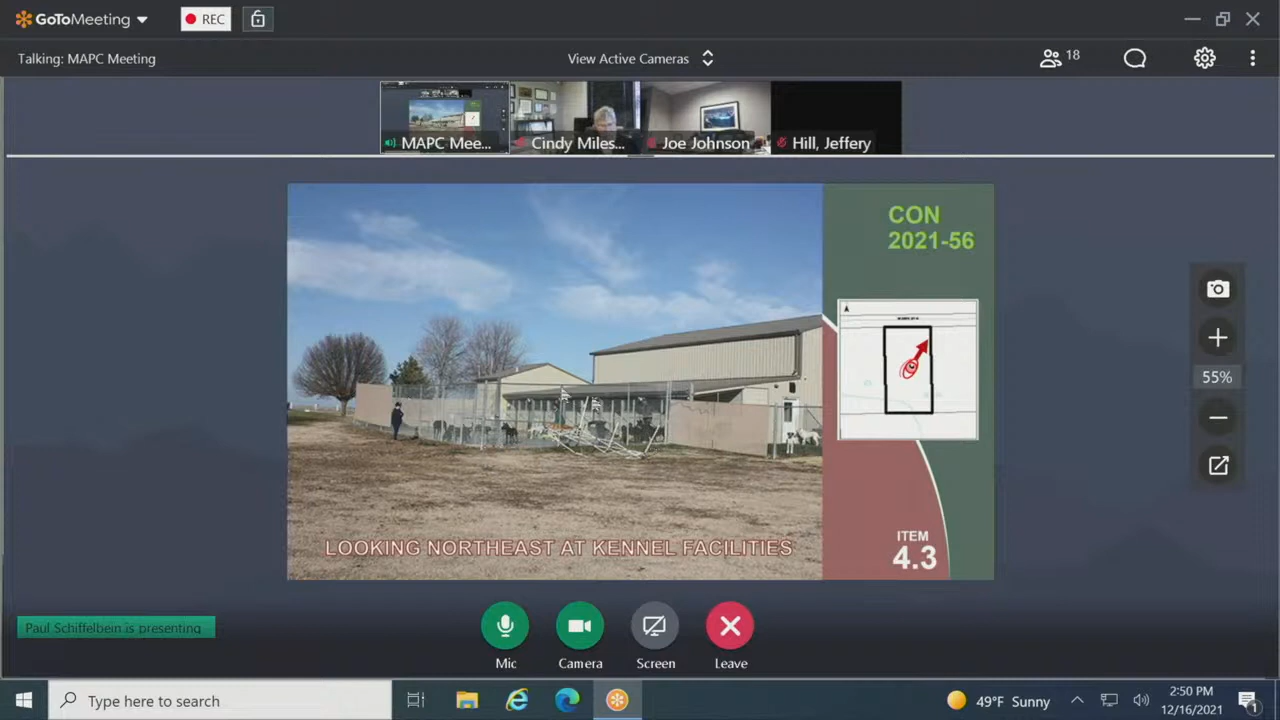 GoToMeeting
REC
Talking: MAPC Meeting
View Active Cameras
18
MAPC Mee...
Cindy Miles...
Joe Johnson
Hill, Jeffery
CON
2021-56
LOOKING NORTHEAST AT KENNEL FACILITIES
ITEM
4.3
55%
Paul Schiffelbein is presenting
Mic
Camera
Screen
Leave
Type here to search
49°F Sunny
2:50 PM
12/16/2021
1